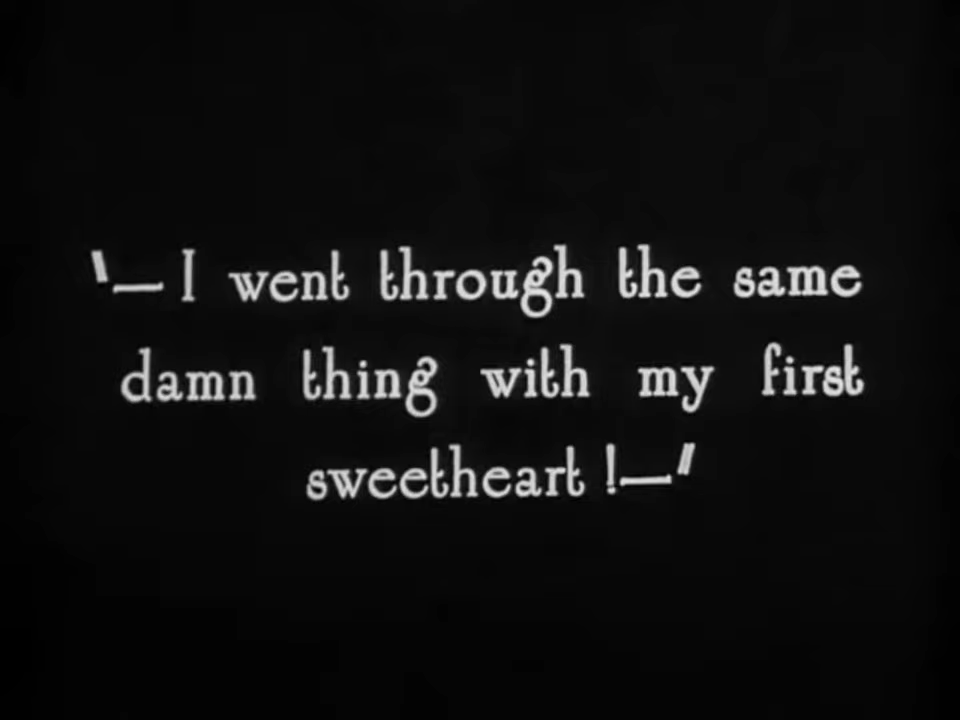 "— I went through the same
damn thing with my first
sweetheart !—"